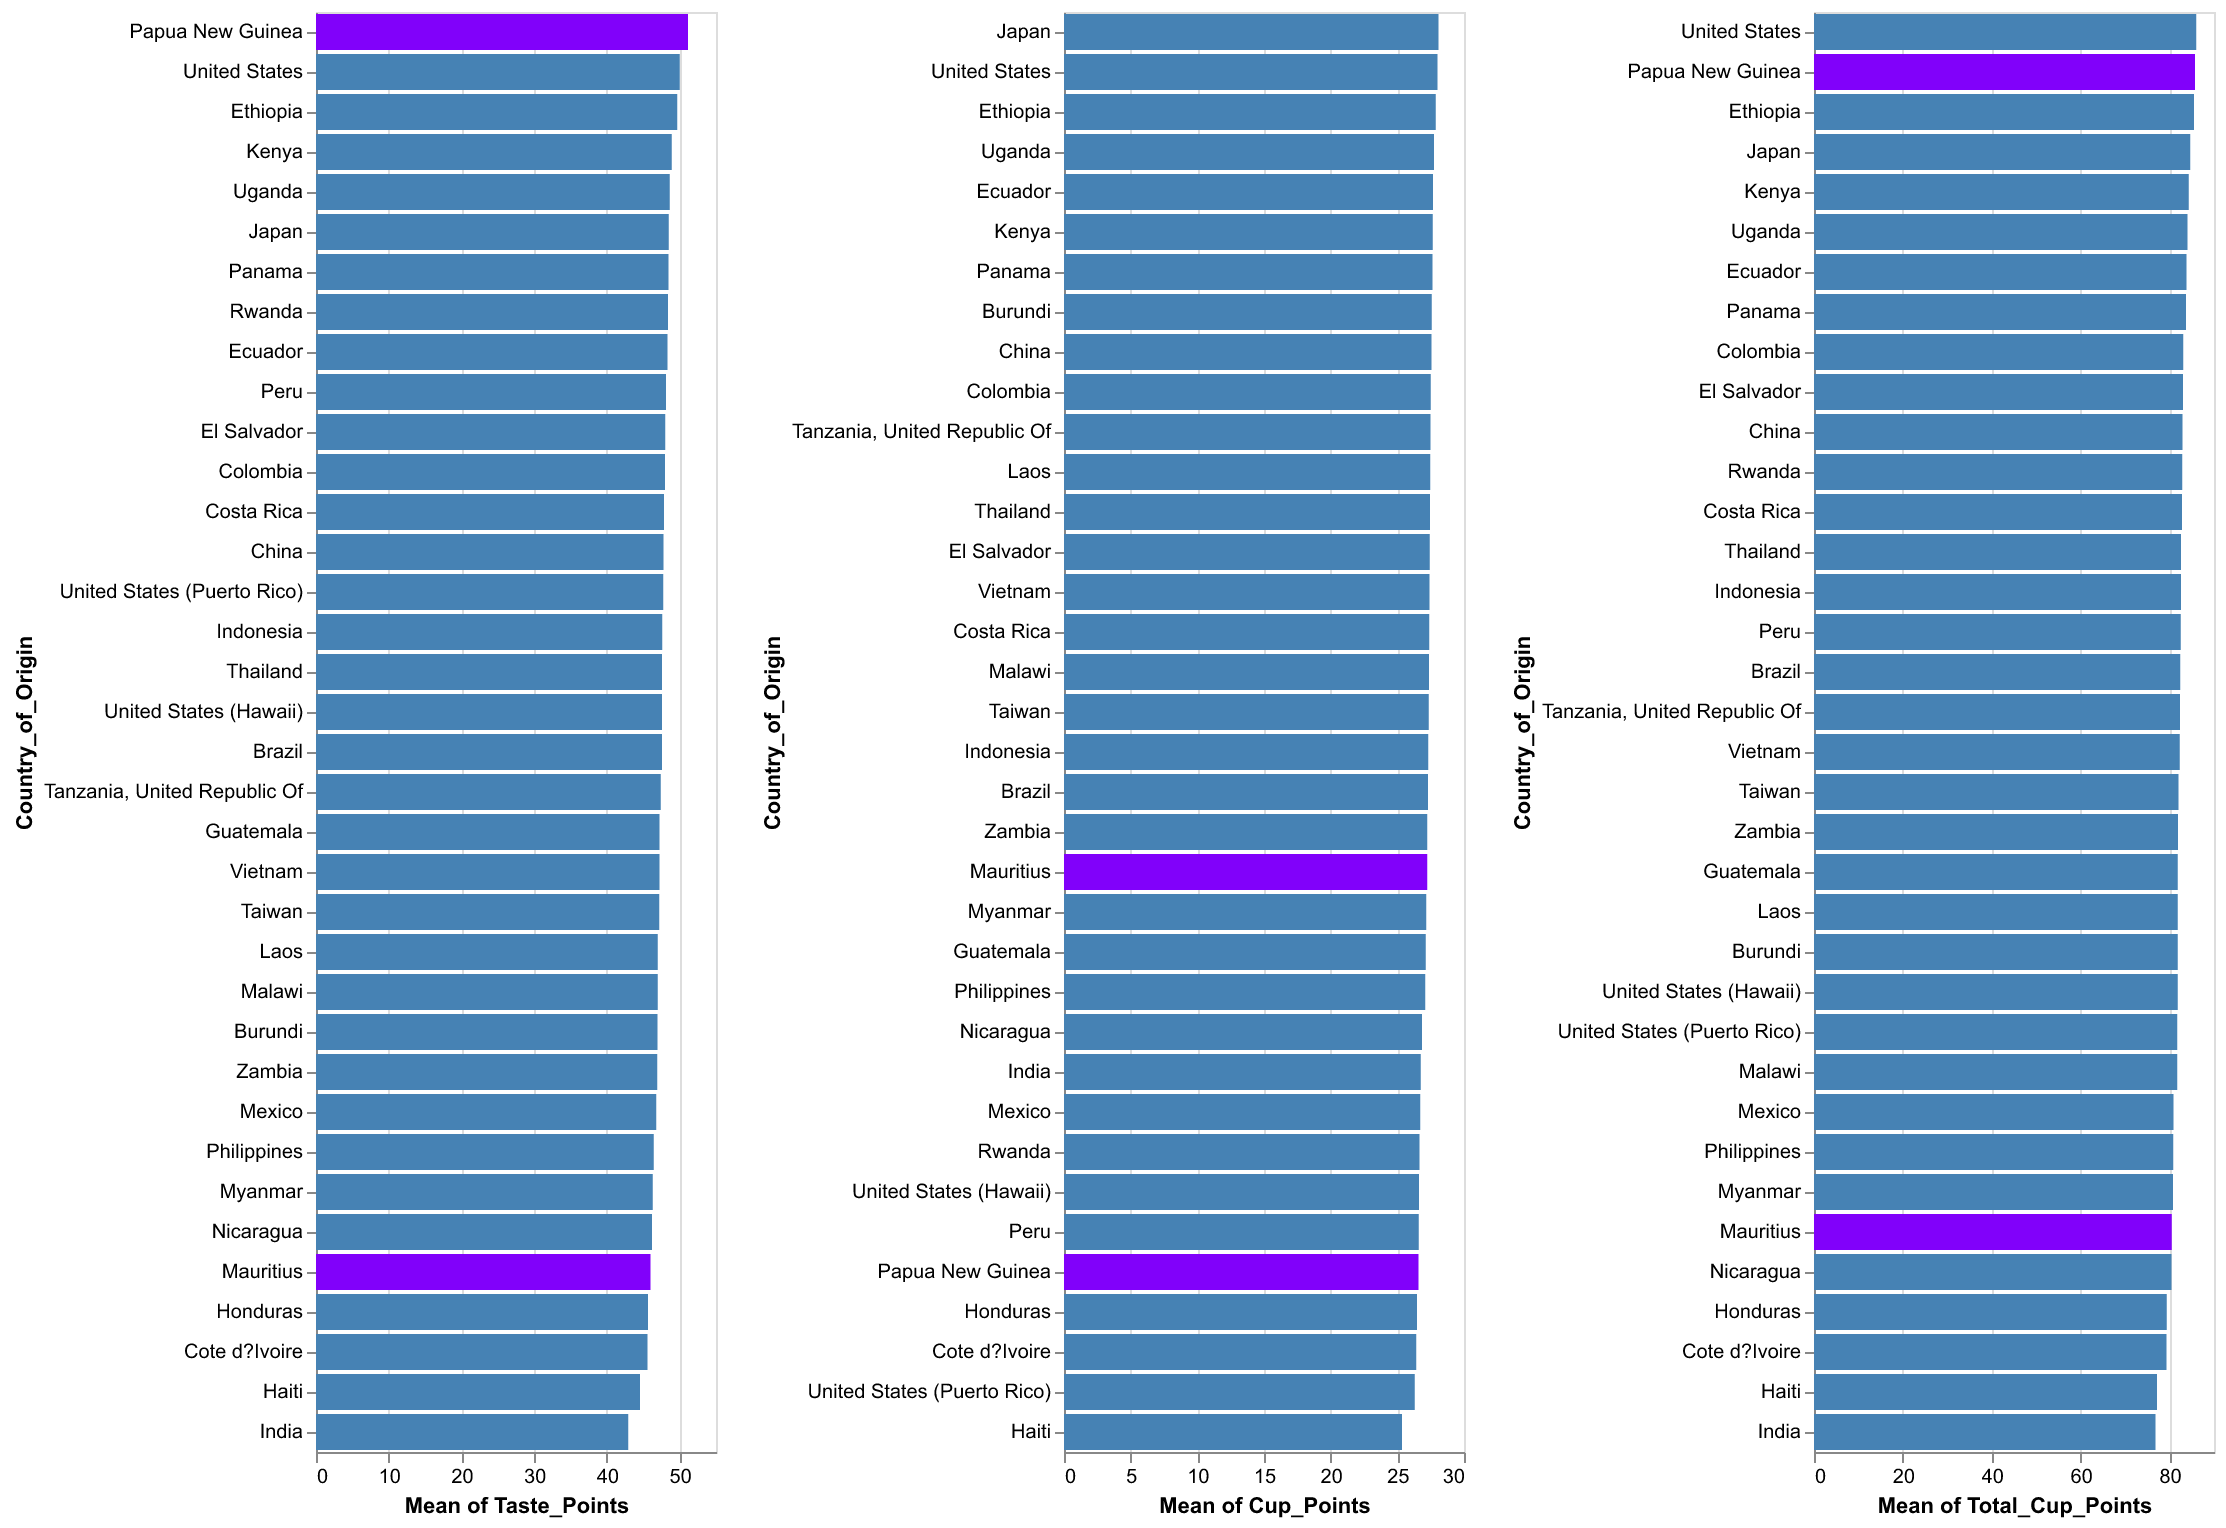 Papua New Guinea
United States
Ethiopia
Kenya
Uganda
Japan
Panama
Rwanda
Ecuador
Peru
El Salvador
Colombia
Costa Rica
China
United States (Puerto Rico)
Indonesia
Thailand
United States (Hawaii)
Brazil
Tanzania, United Republic Of
Guatemala
Vietnam
Taiwan
Laos
Malawi
Burundi
Zambia
Mexico
Philippines
Myanmar
Nicaragua
Mauritius
Honduras
Cote d?Ivoire
Haiti
India
Country_of_Origin
0 10 20 30 40 50
Mean of Taste_Points
Japan
United States
Ethiopia
Uganda
Ecuador
Kenya
Panama
Burundi
China
Colombia
Tanzania, United Republic Of
Laos
Thailand
El Salvador
Vietnam
Costa Rica
Malawi
Taiwan
Indonesia
Brazil
Zambia
Mauritius
Myanmar
Guatemala
Philippines
Nicaragua
India
Mexico
Rwanda
United States (Hawaii)
Peru
Papua New Guinea
Honduras
Cote d?Ivoire
United States (Puerto Rico)
Haiti
Country_of_Origin
0 5 10 15 20 25 30
Mean of Cup_Points
United States
Papua New Guinea
Ethiopia
Japan
Kenya
Uganda
Ecuador
Panama
Colombia
El Salvador
China
Rwanda
Costa Rica
Thailand
Indonesia
Peru
Brazil
Tanzania, United Republic Of
Vietnam
Taiwan
Zambia
Guatemala
Laos
Burundi
United States (Hawaii)
United States (Puerto Rico)
Malawi
Mexico
Philippines
Myanmar
Mauritius
Nicaragua
Honduras
Cote d?Ivoire
Haiti
India
Country_of_Origin
0 20 40 60 80
Mean of Total_Cup_Points